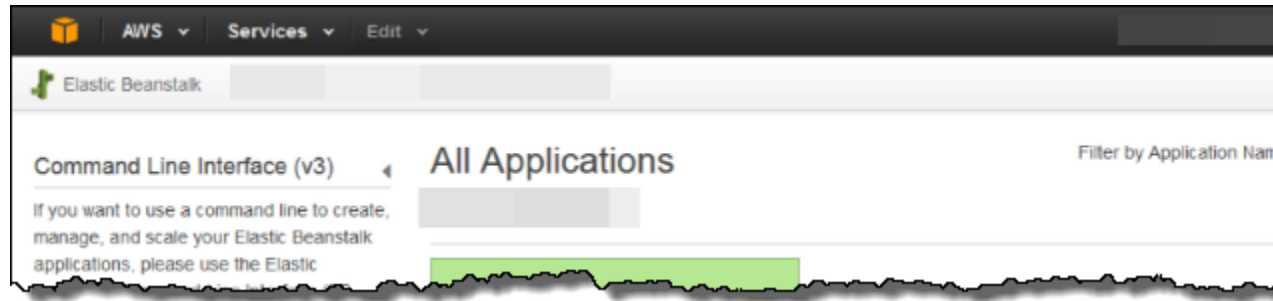 AWS Services Edit
Elastic Beanstalk
Command Line Interface (v3)
All Applications
Filter by Application Nam
If you want to use a command line to create,
manage, and scale your Elastic Beanstalk
applications, please use the Elastic